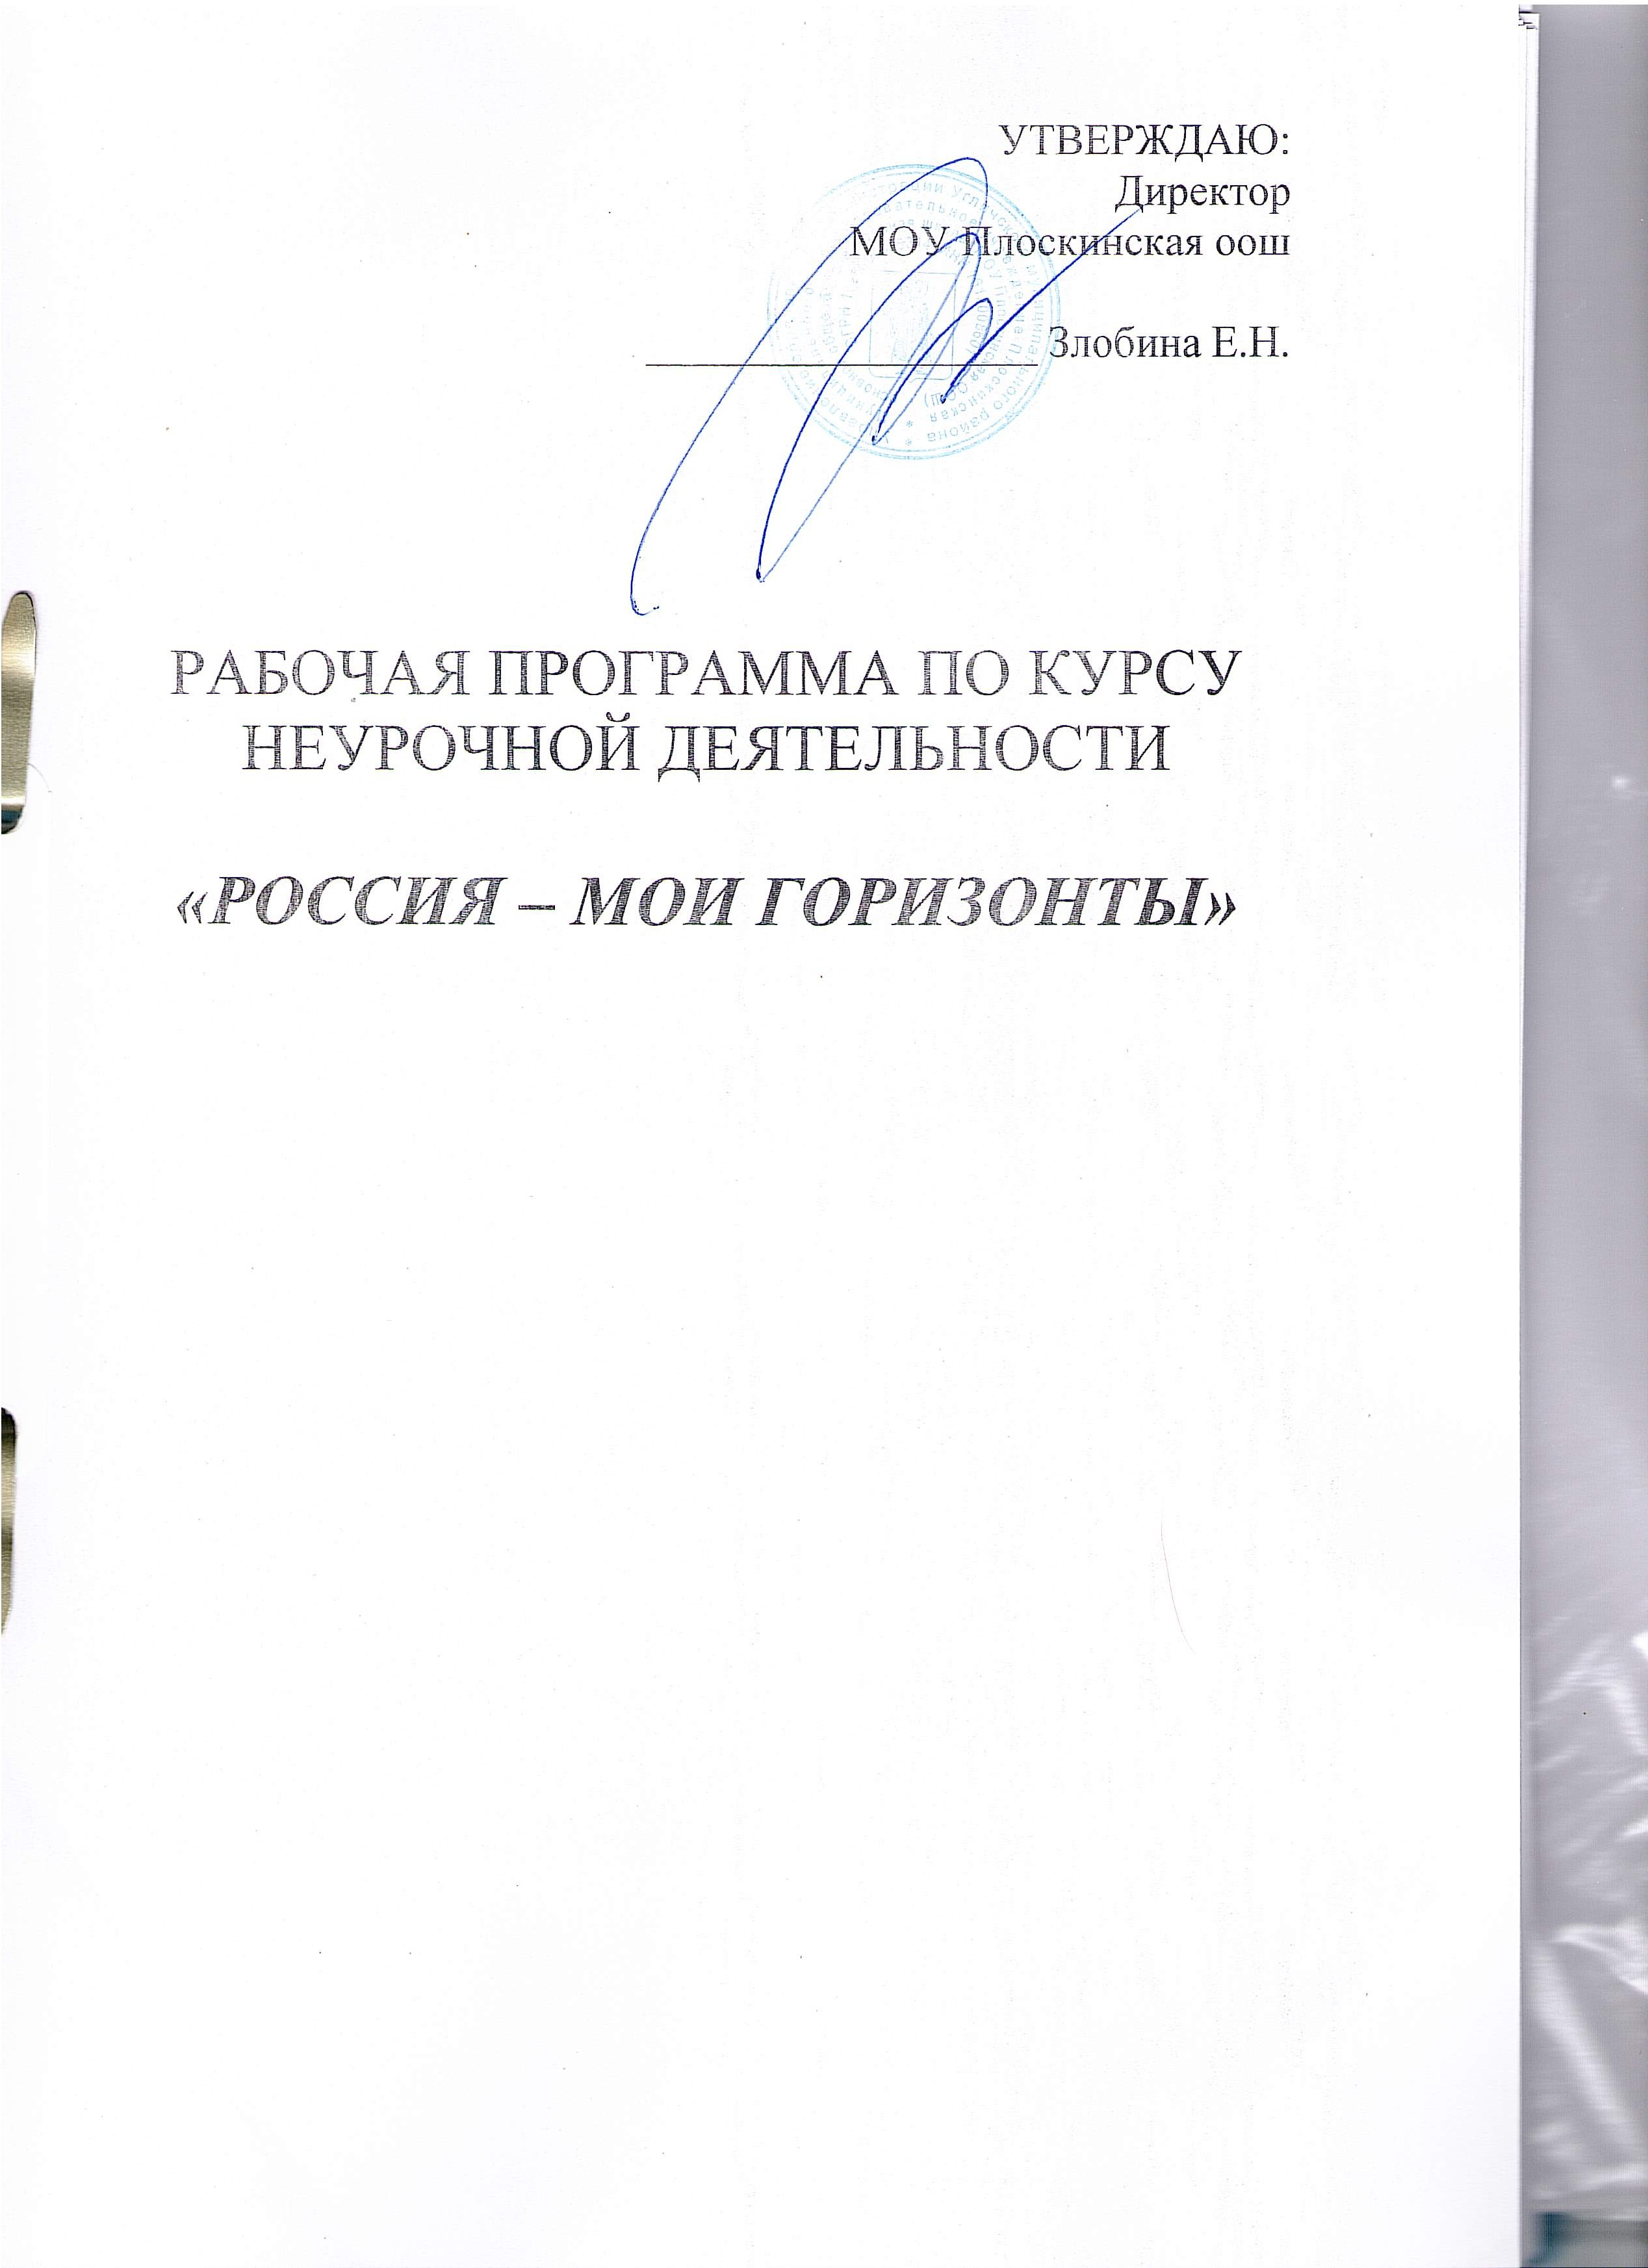 УТВЕРЖДАЮ:
Директор
МОУ Плоскинская оош
Злобина Е.Н.
РАБОЧАЯ ПРОГРАММА ПО КУРСУ
НЕУРОЧНОЙ ДЕЯТЕЛЬНОСТИ
«РОССИЯ – МОИ ГОРИЗОНТЫ»